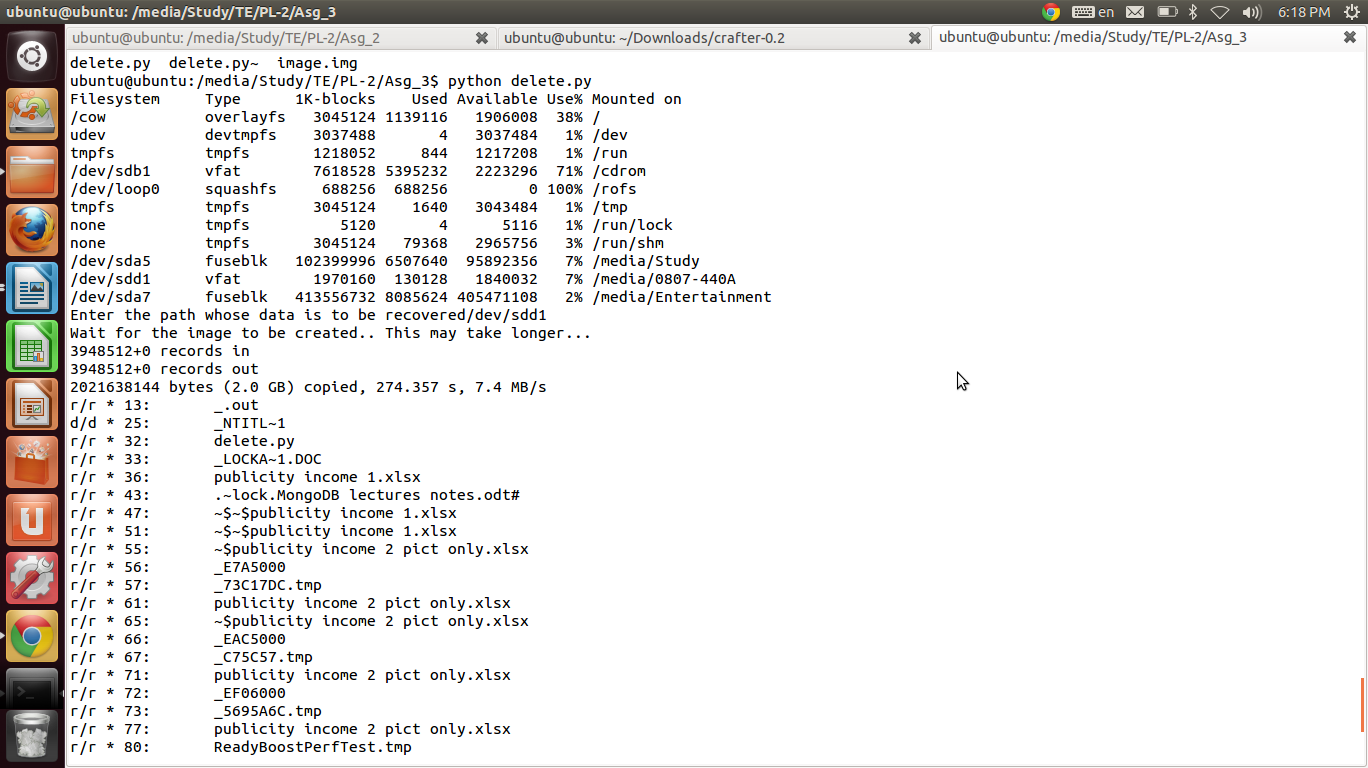 ubuntu@ubuntu: /media/Study/TE/PL-2/Asg_3 en 6:18 PM
ubuntu@ubuntu: /media/Study/TE/PL-2/Asg_2 ubuntu@ubuntu: ~/Downloads/crafter-0.2 ubuntu@ubuntu: /media/Study/TE/PL-2/Asg_3
delete.py  delete.py~  image.img
ubuntu@ubuntu:/media/Study/TE/PL-2/Asg_3$ python delete.py
Filesystem     Type      1K-blocks    Used Available Use% Mounted on
/cow           overlayfs   3045124 1139116   1906008  38% /
udev           devtmpfs    3037488       4   3037484   1% /dev
tmpfs          tmpfs       1218052     844   1217208   1% /run
/dev/sdb1      vfat        7618528 5395232   2223296  71% /cdrom
/dev/loop0     squashfs     688256  688256         0 100% /rofs
tmpfs          tmpfs       3045124    1640   3043484   1% /tmp
none           tmpfs          5120       4      5116   1% /run/lock
none           tmpfs       3045124   79368   2965756   3% /run/shm
/dev/sda5      fuseblk   102399996 6507640  95892356   7% /media/Study
/dev/sdd1      vfat        1970160  130128   1840032   7% /media/0807-440A
/dev/sda7      fuseblk   413556732 8085624 405471108   2% /media/Entertainment
Enter the path whose data is to be recovered/dev/sdd1
Wait for the image to be created.. This may take longer...
3948512+0 records in
3948512+0 records out
2021638144 bytes (2.0 GB) copied, 274.357 s, 7.4 MB/s
r/r * 13:       _.out
d/d * 25:       _NTITL~1
r/r * 32:       delete.py
r/r * 33:       _LOCKA~1.DOC
r/r * 36:       publicity income 1.xlsx
r/r * 43:       .~lock.MongoDB lectures notes.odt#
r/r * 47:       ~$~$publicity income 1.xlsx
r/r * 51:       ~$~$publicity income 1.xlsx
r/r * 55:       ~$publicity income 2 pict only.xlsx
r/r * 56:       _E7A5000
r/r * 57:       _73C17DC.tmp
r/r * 61:       publicity income 2 pict only.xlsx
r/r * 65:       ~$publicity income 2 pict only.xlsx
r/r * 66:       _EAC5000
r/r * 67:       _C75C57.tmp
r/r * 71:       publicity income 2 pict only.xlsx
r/r * 72:       _EF06000
r/r * 73:       _5695A6C.tmp
r/r * 77:       publicity income 2 pict only.xlsx
r/r * 80:       ReadyBoostPerfTest.tmp